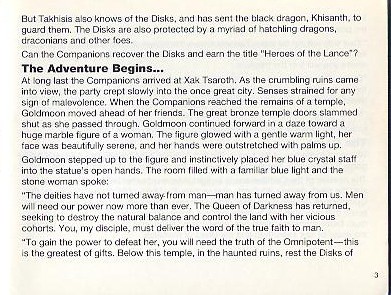 But Takhisis also knows of the Disks, and has sent the black dragon, Khisanth, to
guard them. The Disks are also protected by a myriad of hatchling dragons,
draconians and other foes.
Can the Companions recover the Disks and earn the title "Heroes of the Lance"?
The Adventure Begins...
At long last the Companions arrived at Xak Tsaroth. As the crumbling ruins came
into view, the party crept slowly into the once great city. Senses strained for any
sign of malevolence. When the Companions reached the remains of a temple,
Goldmoon moved ahead of her friends. The great bronze temple doors slammed
shut as she passed through. Goldmoon continued forward in a daze toward a
huge marble figure of a woman. The figure glowed with a gentle warm light, her
face was beautifully serene, and her hands were outstretched with palms up.
Goldmoon stepped up to the figure and instinctively placed her blue crystal staff
into the statue's open hands. The room filled with a familiar blue light and the
stone woman spoke:
"The deities have not turned away from man—man has turned away from us. Men
will need our power now more than ever. The Queen of Darkness has returned,
seeking to destroy the natural balance and control the land with her vicious
cohorts. You, my disciple, must deliver the word of the true faith to man.
"To gain the power to defeat her, you will need the truth of the Omnipotent—this
is the greatest of gifts. Below this temple, in the haunted ruins, rest the Disks of
3